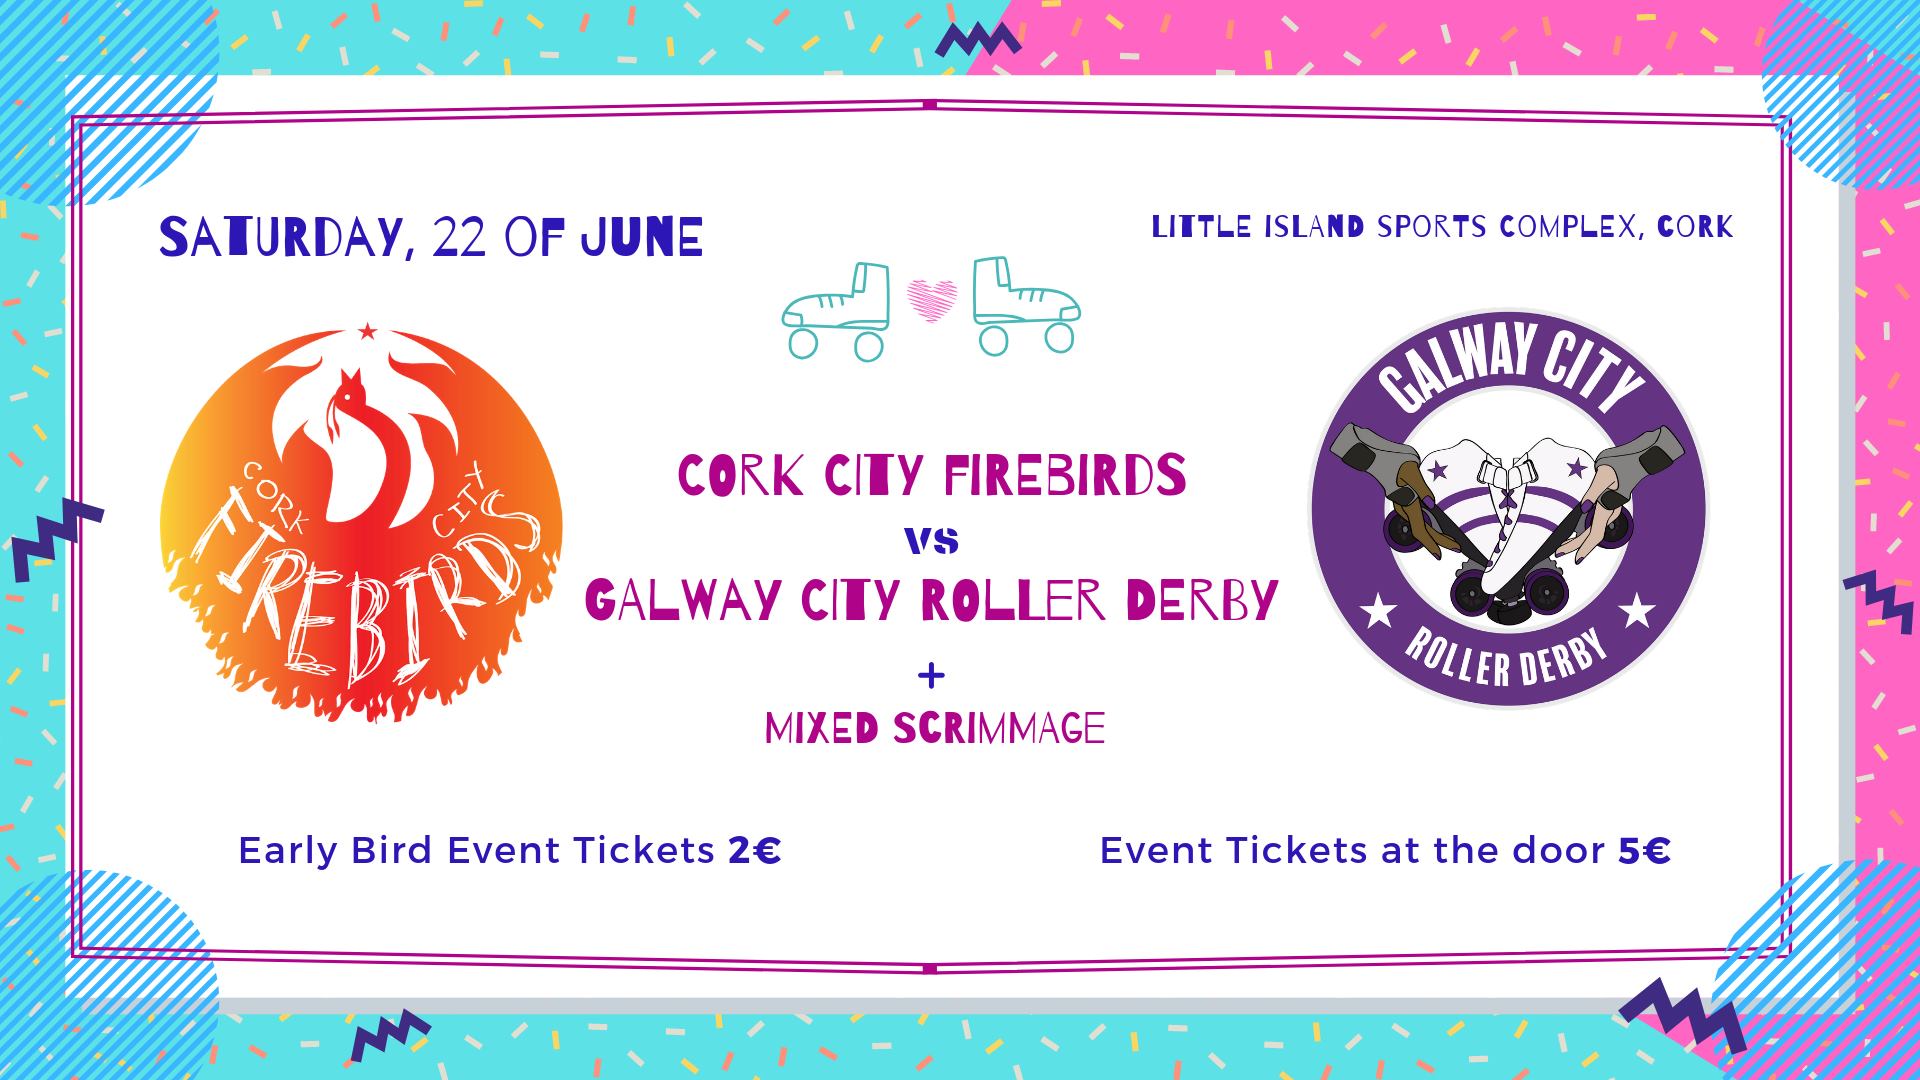 SATURDAY, 22 OF JUNE
LITTLE ISLAND SPORTS COMPLEX, CORK
CORK CITY
FIREBIRDS
CORK CITY FIREBIRDS
VS
GALWAY CITY ROLLER DERBY
+
MIXED SCRIMMAGE
GALWAY CITY
ROLLER DERBY
Early Bird Event Tickets 2€
Event Tickets at the door 5€